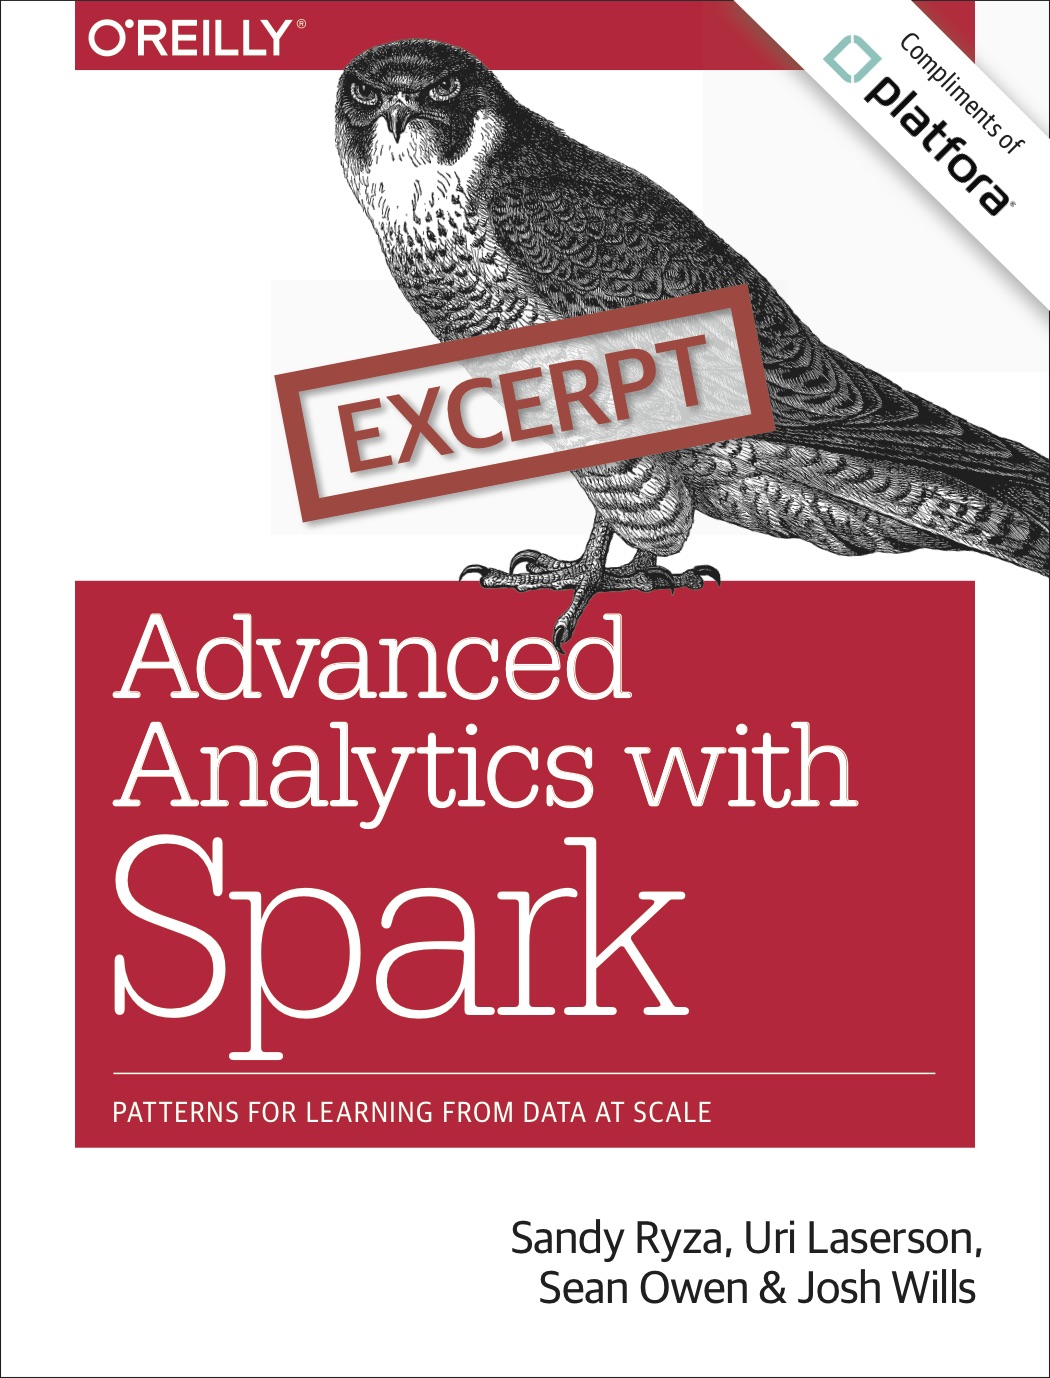 O'REILLY®
Compliments of
platfora®
EXCERPT
Advanced
Analytics with
Spark
PATTERNS FOR LEARNING FROM DATA AT SCALE
Sandy Ryza, Uri Laserson,
Sean Owen & Josh Wills